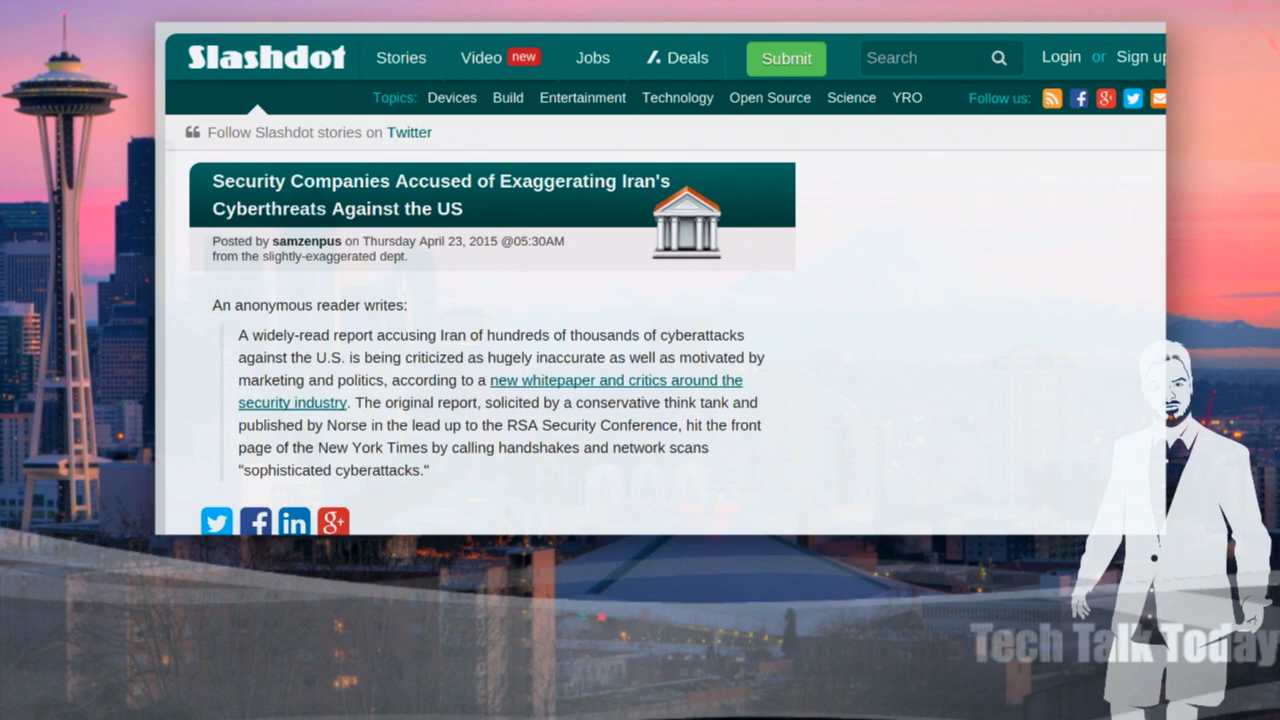 Slashdot Stories Video new Jobs Deals Submit Search Login or Sign up
Topics: Devices Build Entertainment Technology Open Source Science YRO Follow us:
Follow Slashdot stories on Twitter
Security Companies Accused of Exaggerating Iran's
Cyberthreats Against the US
Posted by samzenpus on Thursday April 23, 2015 @05:30AM
from the slightly-exaggerated dept.
An anonymous reader writes:
A widely-read report accusing Iran of hundreds of thousands of cyberattacks
against the U.S. is being criticized as hugely inaccurate as well as motivated by
marketing and politics, according to a new whitepaper and critics around the
security industry. The original report, solicited by a conservative think tank and
published by Norse in the lead up to the RSA Security Conference, hit the front
page of the New York Times by calling handshakes and network scans
"sophisticated cyberattacks."
Tech Talk Today